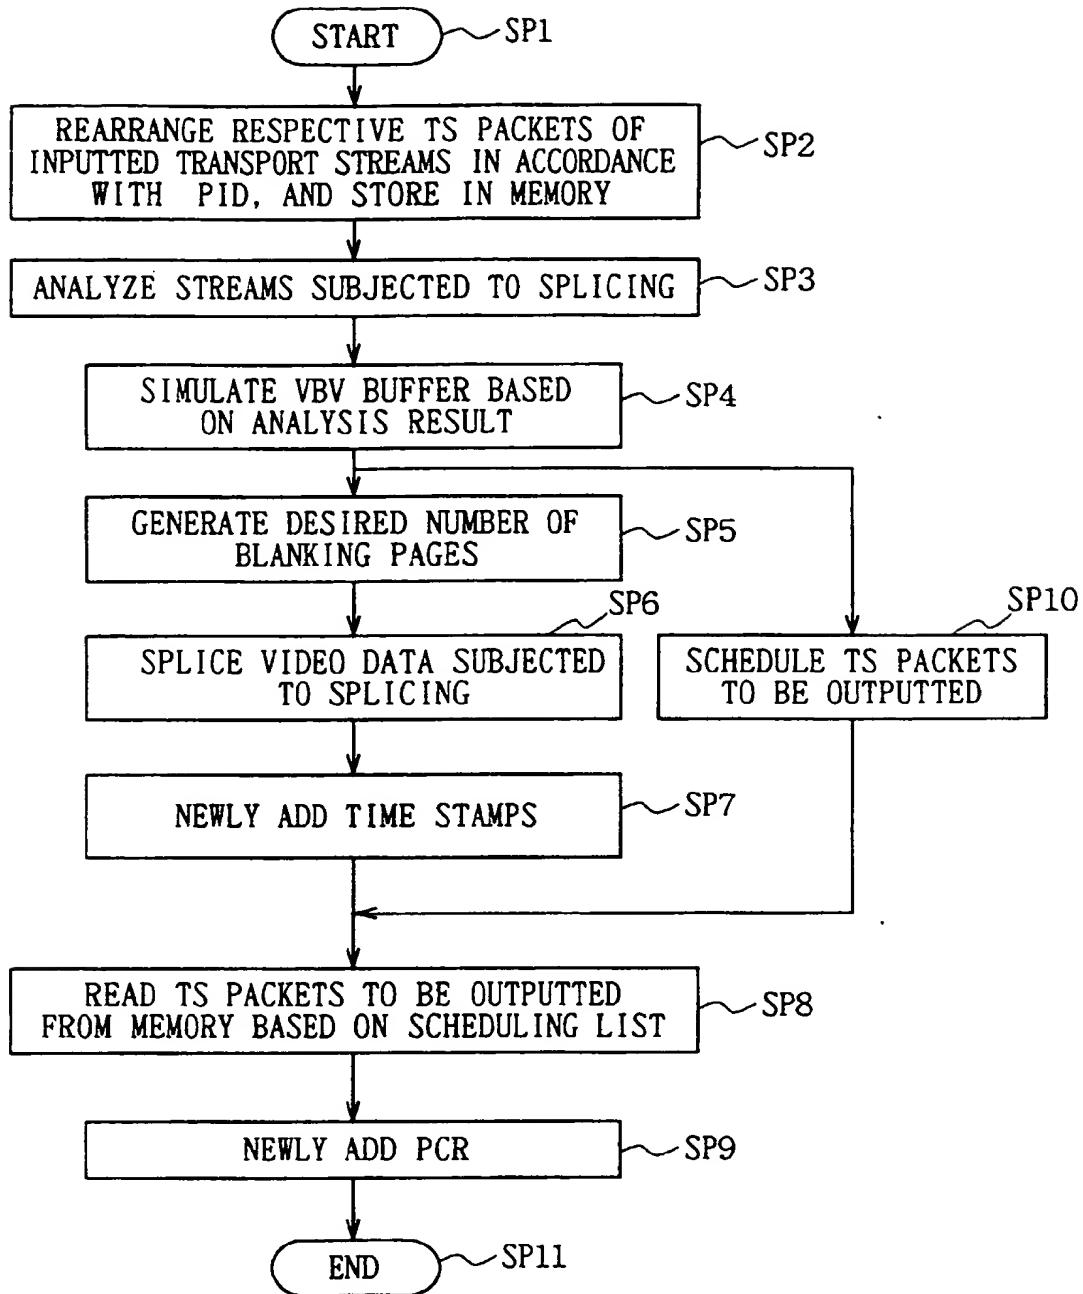 START
SP1
REARRANGE RESPECTIVE TS PACKETS OF
INPUTTED TRANSPORT STREAMS IN ACCORDANCE
WITH PID, AND STORE IN MEMORY
SP2
ANALYZE STREAMS SUBJECTED TO SPLICING
SP3
SIMULATE VBV BUFFER BASED
ON ANALYSIS RESULT
SP4
GENERATE DESIRED NUMBER OF
BLANKING PAGES
SP5
SP6
SPLICE VIDEO DATA SUBJECTED
TO SPLICING
SP10
SCHEDULE TS PACKETS
TO BE OUTPUTTED
NEWLY ADD TIME STAMPS
SP7
READ TS PACKETS TO BE OUTPUTTED
FROM MEMORY BASED ON SCHEDULING LIST
SP8
NEWLY ADD PCR
SP9
END
SP11